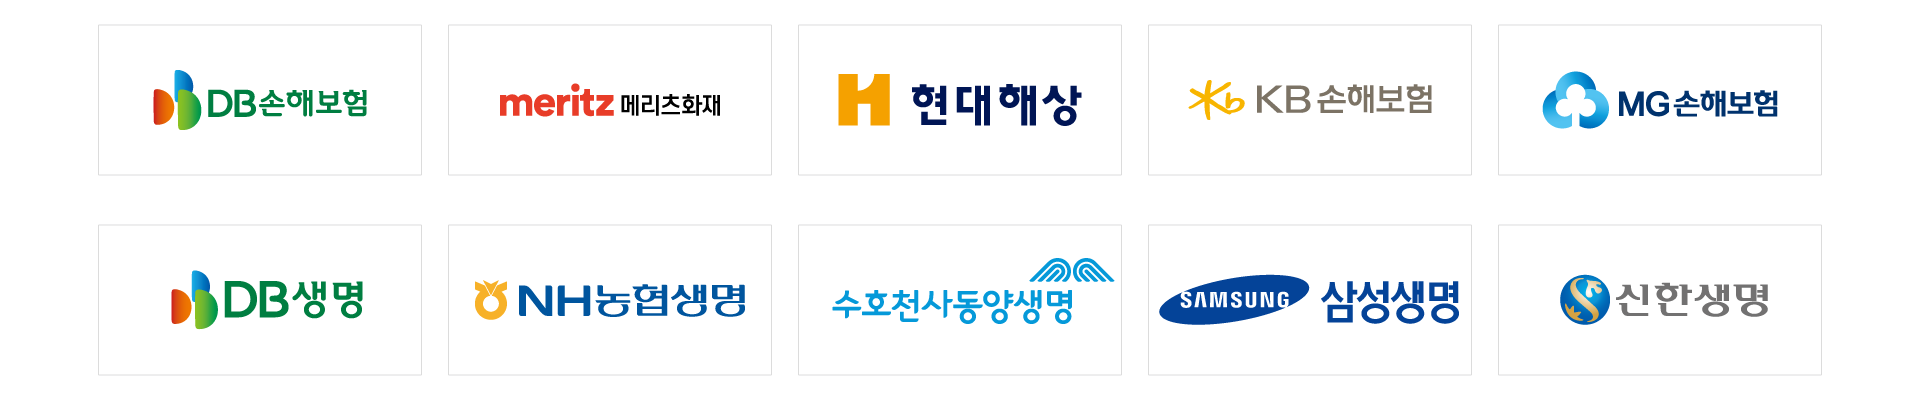 DB손해보험
meritz 메리츠화재
현대해상
KB 손해보험
MG손해보험
DB생명
NH농협생명
수호천사동양생명
SAMSUNG 삼성생명
신한생명